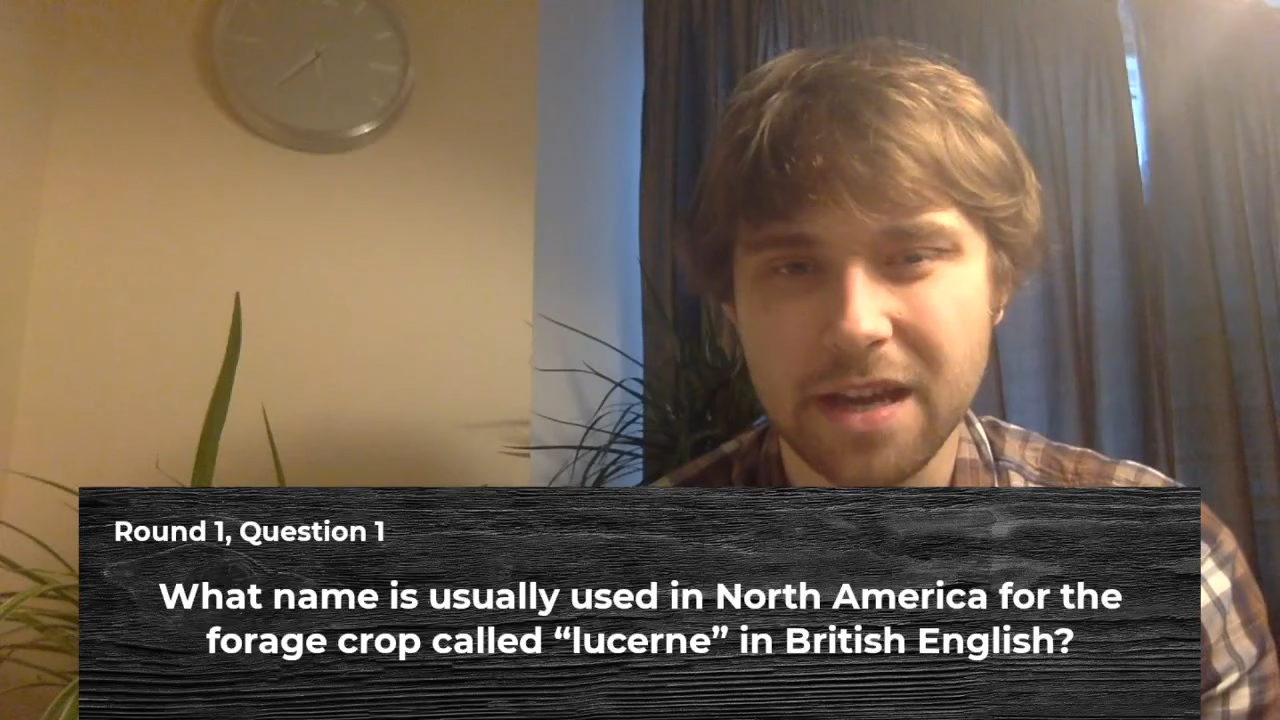 Round 1, Question 1
What name is usually used in North America for the
forage crop called “lucerne” in British English?